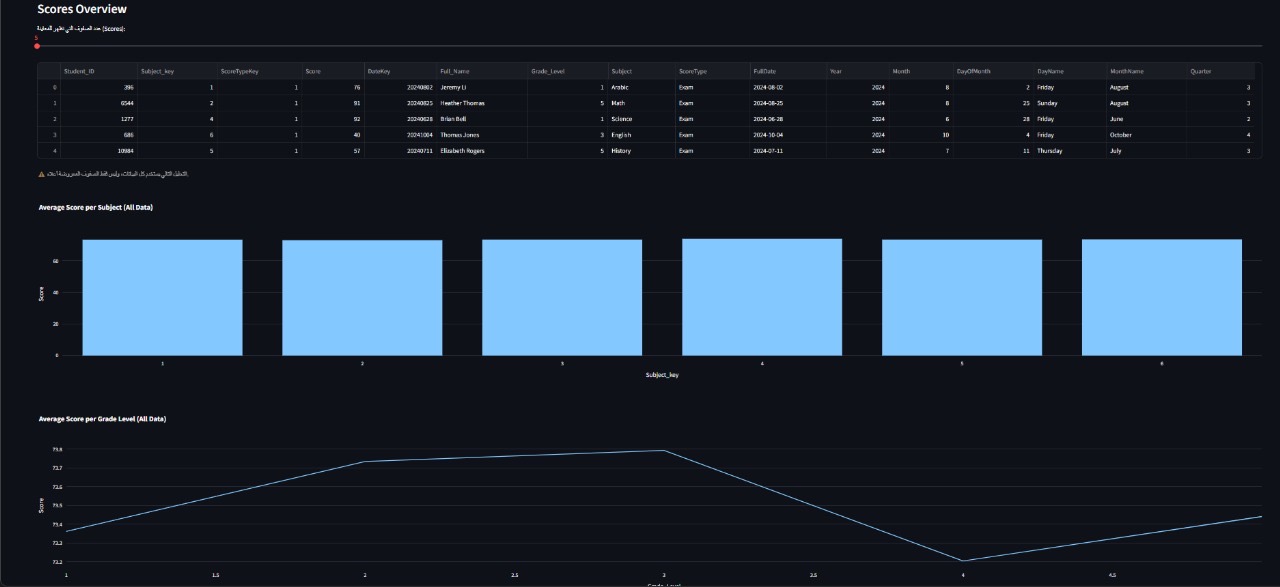 Scores Overview
عدد الصفوف التي تظهر للمعاينة (Scores):
5
Student_ID Subject_key ScoreTypeKey Score DateKey Full_Name Grade_Level Subject ScoreType FullDate Year Month DayOfMonth DayName MonthName Quarter
0 396 1 1 76 20240802 Jeremy Li 1 Arabic Exam 2024-08-02 2024 8 2 Friday August 3
1 6544 2 1 91 20240825 Heather Thomas 5 Math Exam 2024-08-25 2024 8 25 Sunday August 3
2 1277 4 1 92 20240628 Brian Bell 1 Science Exam 2024-06-28 2024 6 28 Friday June 2
3 686 6 1 40 20241004 Thomas Jones 3 English Exam 2024-10-04 2024 10 4 Friday October 4
4 10984 5 1 57 20240711 Elizabeth Rogers 5 History Exam 2024-07-11 2024 7 11 Thursday July 3
التحليل التالي يستخدم كل البيانات، وليس فقط الصفوف المعروضة أعلاه.
Average Score per Subject (All Data)
60
40
20
0
Score
1 2 3 4 5 6
Subject_key
Average Score per Grade Level (All Data)
73.8
73.7
73.6
73.5
73.4
73.3
73.2
Score
1 1.5 2 2.5 3 3.5 4 4.5
Grade_Level